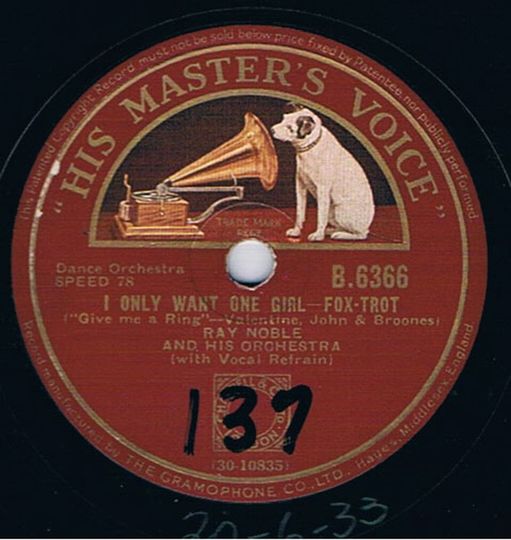 This Patented Copyright Record must not be sold below price fixed by Patentee, nor publicly performed
"HIS MASTER'S VOICE"
TRADE MARK
Dance Orchestra
SPEED 78
B.6366
I ONLY WANT ONE GIRL—FOX-TROT
("Give me a Ring"—Valentine, John & Broones)
RAY NOBLE
AND HIS ORCHESTRA
(with Vocal Refrain)
137
(30-10835)
Record manufactured by THE GRAMOPHONE CO., LTD., Hayes, Middlesex, England
20-6-33